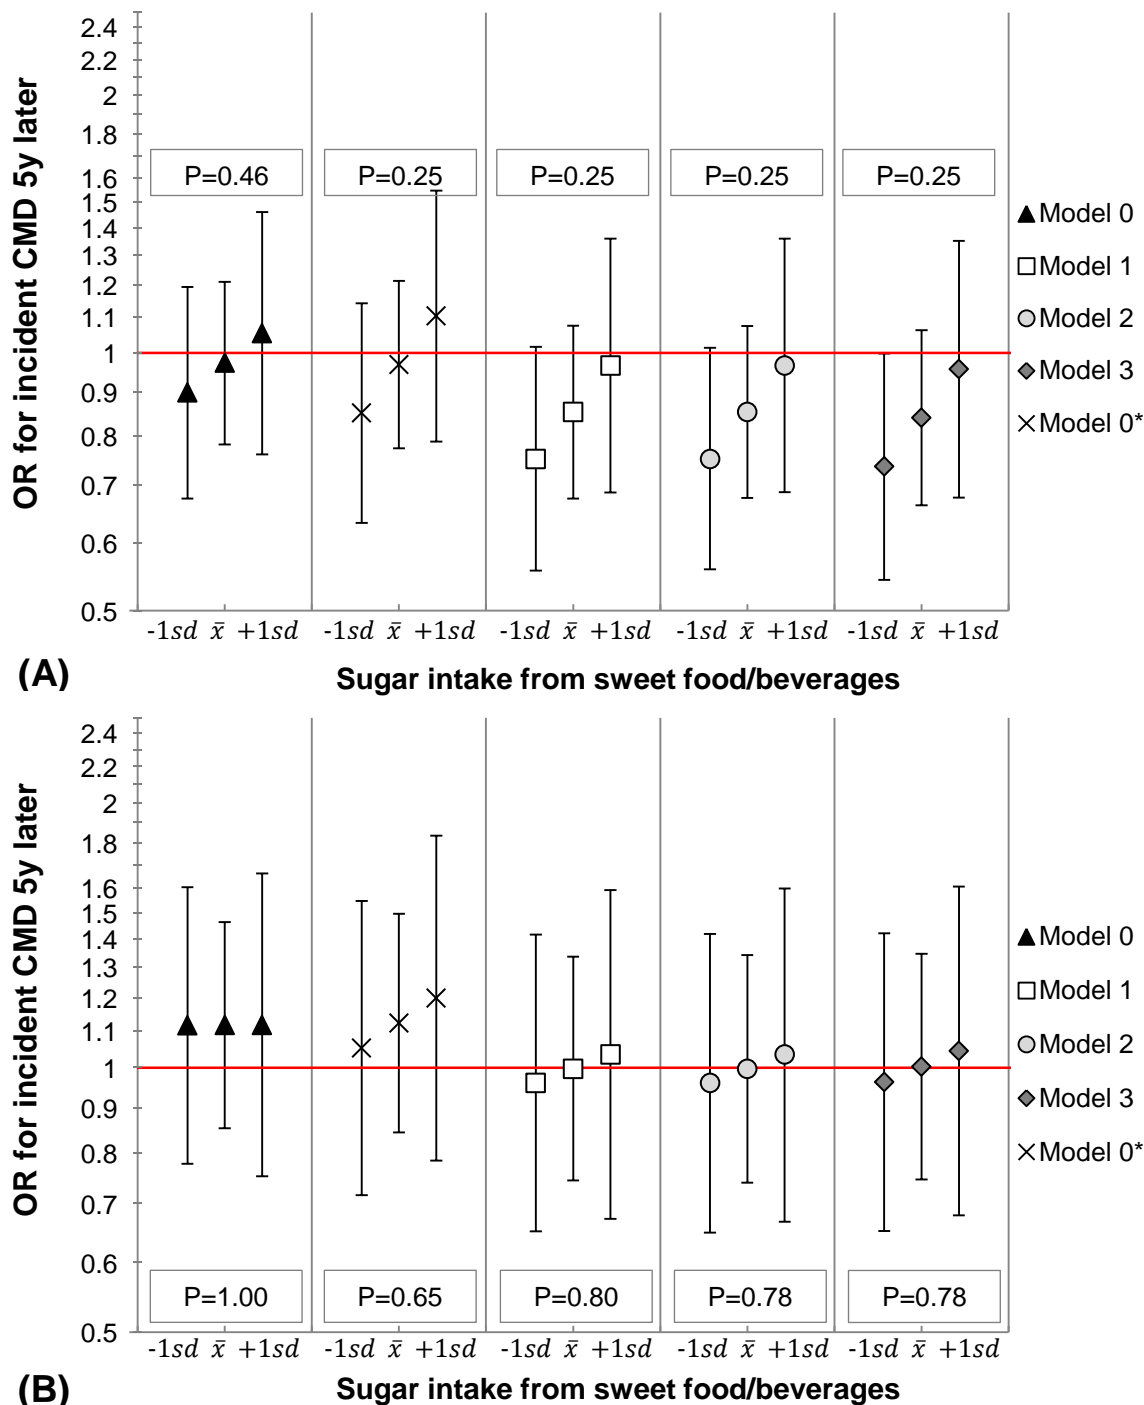 OR for incident CMD 5y later
2.4
2.2
2
1.8
1.6
1.5
1.4
1.3
1.2
1.1
1
0.9
0.8
0.7
0.6
0.5
P=0.46 P=0.25 P=0.25 P=0.25 P=0.25
Model 0
Model 1
Model 2
Model 3
Model 0*
-1sd x̄ +1sd -1sd x̄ +1sd -1sd x̄ +1sd -1sd x̄ +1sd -1sd x̄ +1sd
(A) Sugar intake from sweet food/beverages
OR for incident CMD 5y later
2.4
2.2
2
1.8
1.6
1.5
1.4
1.3
1.2
1.1
1
0.9
0.8
0.7
0.6
0.5
Model 0
Model 1
Model 2
Model 3
Model 0*
P=1.00 P=0.65 P=0.80 P=0.78 P=0.78
-1sd x̄ +1sd -1sd x̄ +1sd -1sd x̄ +1sd -1sd x̄ +1sd -1sd x̄ +1sd
(B) Sugar intake from sweet food/beverages